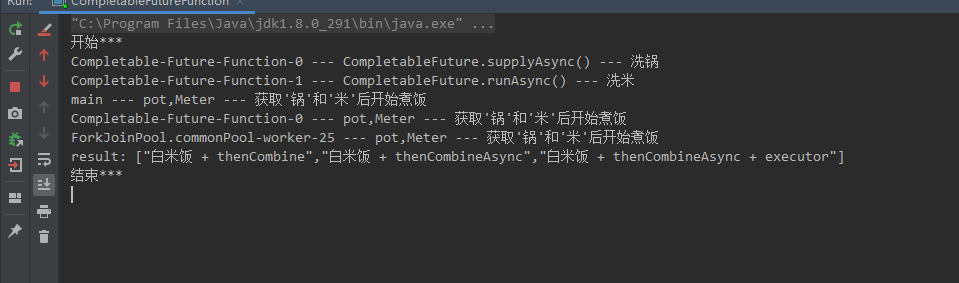 Run: CompletableFutureFunction ×
"C:\Program Files\Java\jdk1.8.0_291\bin\java.exe" ...
开始***
Completable-Future-Function-0 --- CompletableFuture.supplyAsync() --- 洗锅
Completable-Future-Function-1 --- CompletableFuture.runAsync() --- 洗米
main --- pot,Meter --- 获取'锅'和'米'后开始煮饭
Completable-Future-Function-0 --- pot,Meter --- 获取'锅'和'米'后开始煮饭
ForkJoinPool.commonPool-worker-25 --- pot,Meter --- 获取'锅'和'米'后开始煮饭
result: ["白米饭 + thenCombine","白米饭 + thenCombineAsync","白米饭 + thenCombineAsync + executor"]
结束***